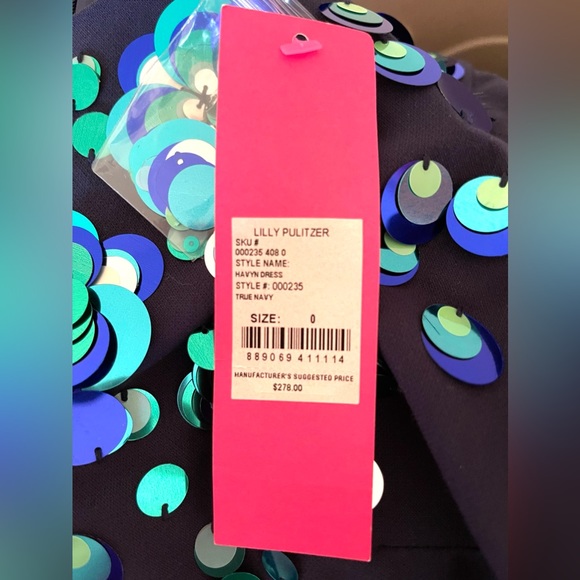 LILLY PULITZER
SKU #
000235 408 0
STYLE NAME:
HAVYN DRESS
STYLE #: 000235
TRUE NAVY
SIZE: 0
889069 411114
MANUFACTURER'S SUGGESTED PRICE
$278.00